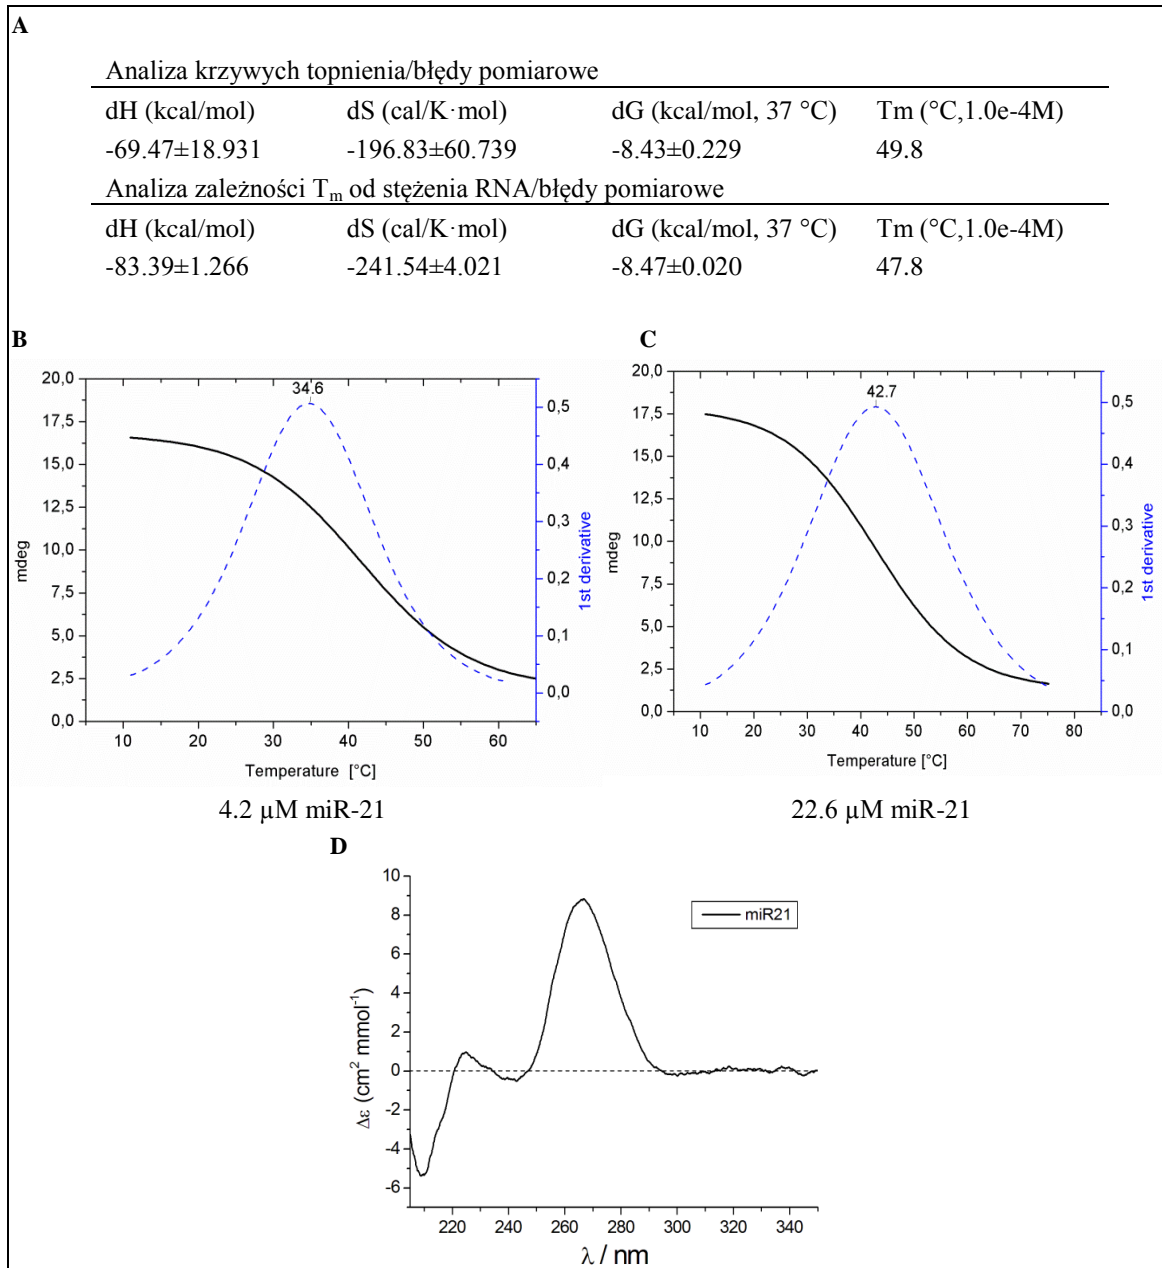 A
Analiza krzywych topnienia/błędy pomiarowe
dH (kcal/mol) dS (cal/K·mol) dG (kcal/mol, 37 °C) Tm (°C,1.0e-4M)
-69.47±18.931 -196.83±60.739 -8.43±0.229 49.8
Analiza zależności Tm od stężenia RNA/błędy pomiarowe
dH (kcal/mol) dS (cal/K·mol) dG (kcal/mol, 37 °C) Tm (°C,1.0e-4M)
-83.39±1.266 -241.54±4.021 -8.47±0.020 47.8
B
34.6
20,0
17,5
15,0
12,5
10,0
7,5
5,0
2,5
0,0
mdeg
0,5
0,4
0,3
0,2
0,1
0,0
1st derivative
10 20 30 40 50 60
Temperature [°C]
4.2 µM miR-21
C
42.7
20,0
17,5
15,0
12,5
10,0
7,5
5,0
2,5
0,0
mdeg
0,5
0,4
0,3
0,2
0,1
0,0
1st derivative
10 20 30 40 50 60 70 80
Temperature [°C]
22.6 µM miR-21
D
10
8
6
4
2
0
-2
-4
-6
Δε (cm² mmol⁻¹)
miR21
220 240 260 280 300 320 340
λ / nm